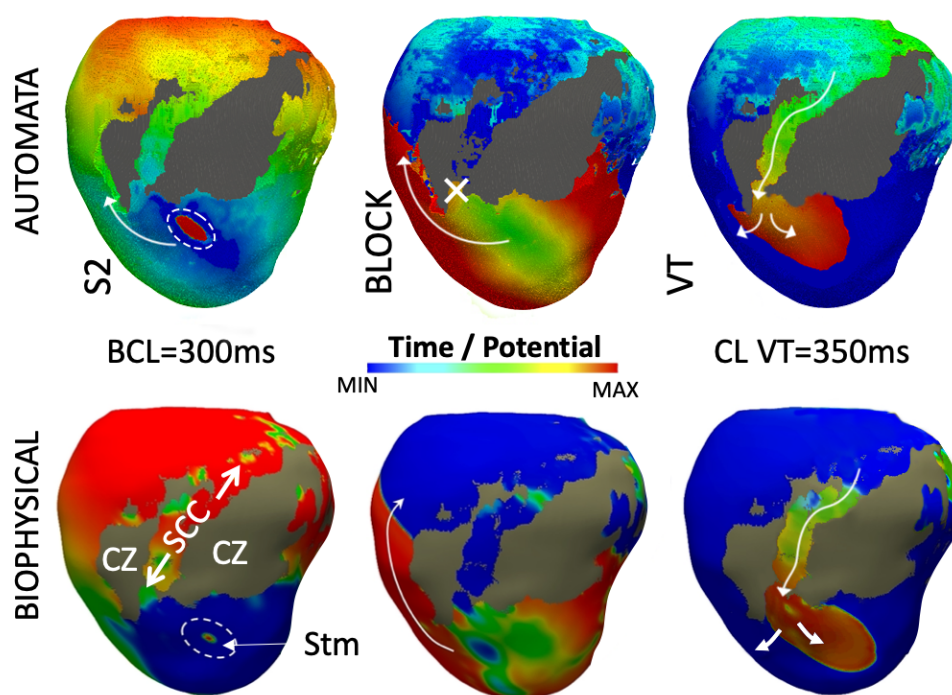 AUTOMATA
S2
BLOCK
VT
BCL=300ms
Time / Potential
MIN
MAX
CL VT=350ms
BIOPHYSICAL
CZ
SCC
CZ
Stm